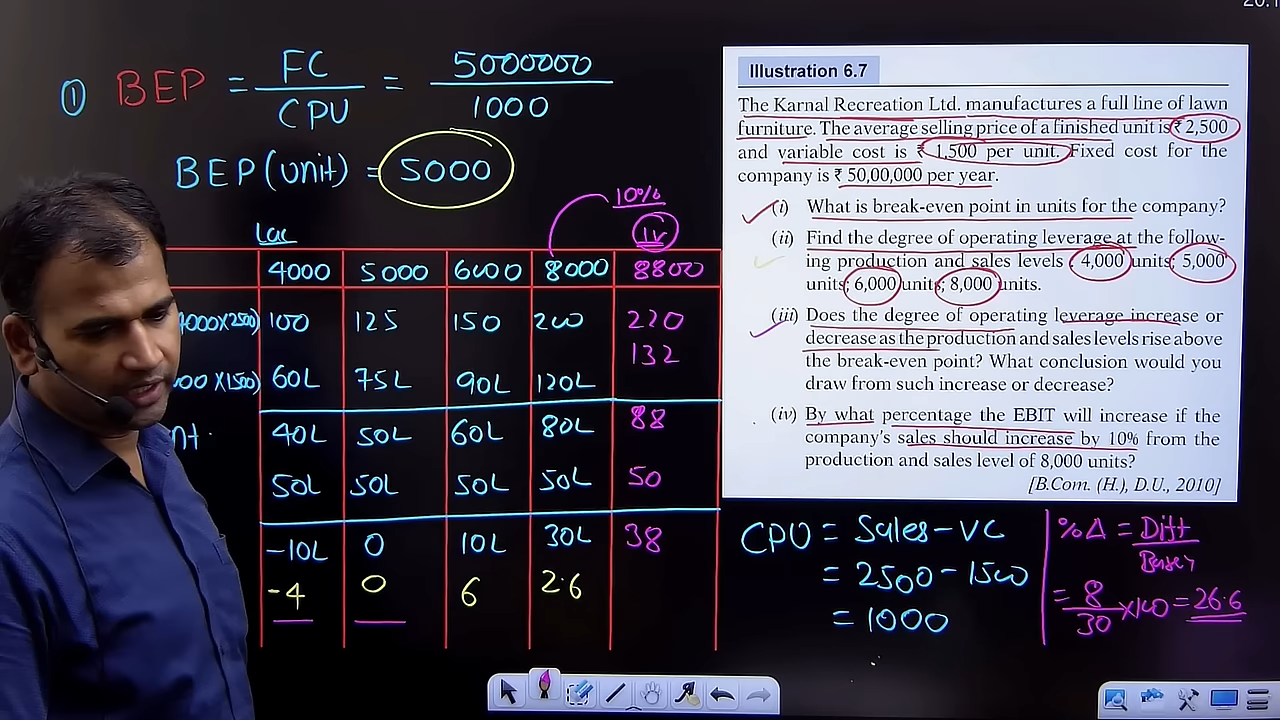 20:1
① BEP = FC / CPU = 5000000 / 1000
BEP (unit) = 5000
10%
Lac
iv
4000 5000 6000 8000 8800
4000x2500) 100 125 150 200 220
132
000 x1500) 60L 75L 90L 120L
nt. 40L 50L 60L 80L 88
50L 50L 50L 50L 50
-10L 0 10L 30L 38
-4 0 6 2.6
Illustration 6.7
The Karnal Recreation Ltd. manufactures a full line of lawn
furniture. The average selling price of a finished unit is ₹ 2,500
and variable cost is ₹ 1,500 per unit. Fixed cost for the
company is ₹ 50,00,000 per year.
(i) What is break-even point in units for the company?
(ii) Find the degree of operating leverage at the follow-
ing production and sales levels 4,000 units; 5,000
units; 6,000 units; 8,000 units.
(iii) Does the degree of operating leverage increase or
decrease as the production and sales levels rise above
the break-even point? What conclusion would you
draw from such increase or decrease?
(iv) By what percentage the EBIT will increase if the
company's sales should increase by 10% from the
production and sales level of 8,000 units?
[B.Com. (H.), D.U., 2010]
CPU = Sales - VC
= 2500 - 1500
= 1000
%Δ = Diff / Base
= 8 / 30 x100 = 26.6